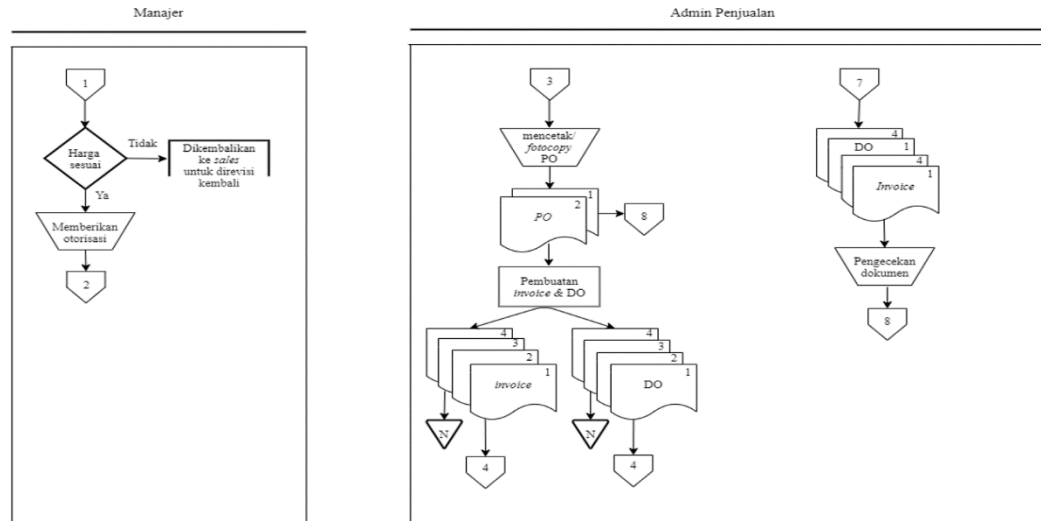 Manajer
Admin Penjualan
1
Harga
sesuai
Tidak
Dikembalikan
ke sales
untuk direvisi
kembali
Ya
Memberikan
otorisasi
2
3
mencetak/
fotocopy
PO
1
2
PO
8
Pembuatan
invoice & DO
4
3
2
1
invoice
N
4
4
3
2
1
DO
N
4
7
4
DO
1
4
1
Invoice
Pengecekan
dokumen
8